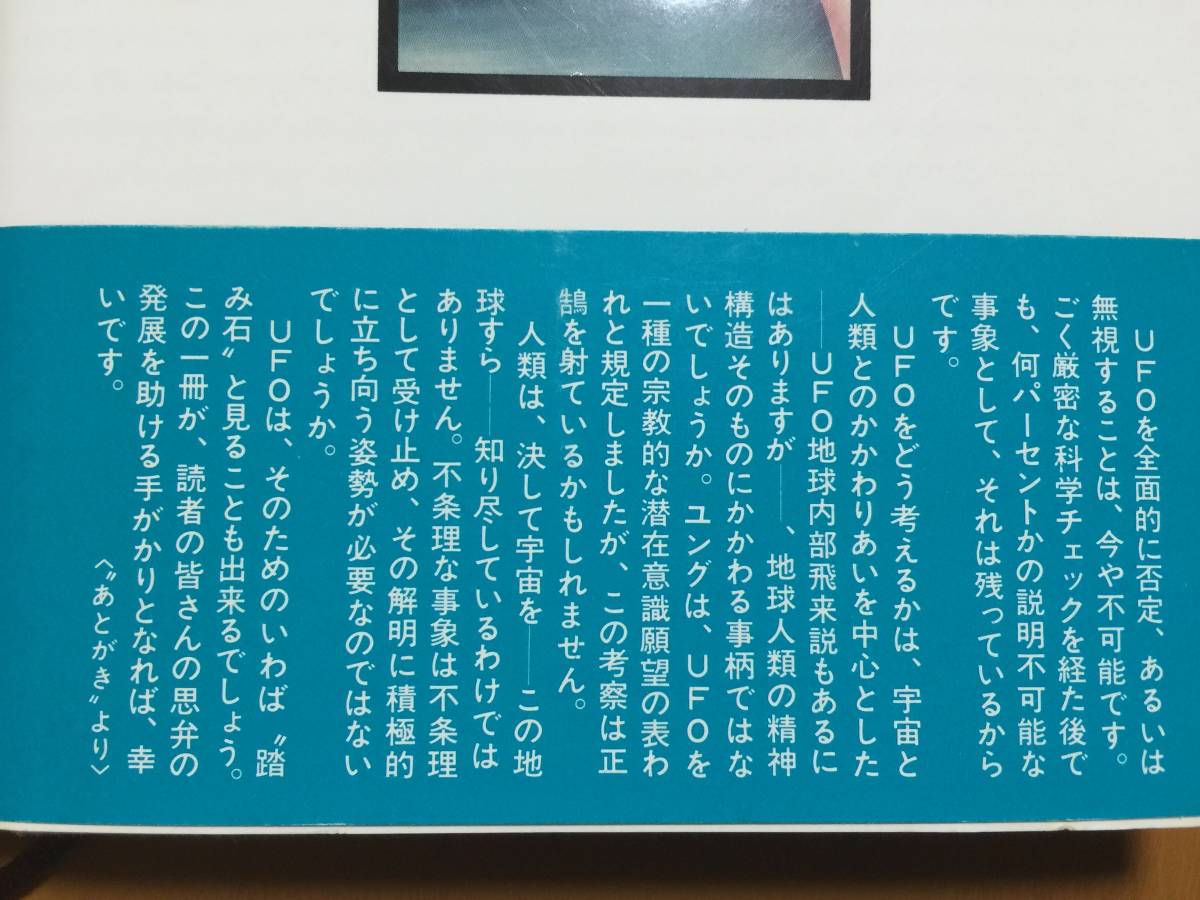 UFOを全面的に否定、あるいは
無視することは、今や不可能です。
ごく厳密な科学チェックを経た後で
も、何パーセントかの説明不可能な
事象として、それは残っているから
です。
UFOをどう考えるかは、宇宙と
人類とのかかわりあいを中心とした
――UFO地球内部飛来説もあるに
はありますが――、地球人類の精神
構造そのものにかかわる事柄ではな
いでしょうか。ユングは、UFOを
一種の宗教的な潜在意識願望の表わ
れと規定しましたが、この考察は正
鵠を射ているかもしれません。
人類は、決して宇宙を――この地
球すら――知り尽しているわけでは
ありません。不条理な事象は不条理
として受け止め、その解明に積極的
に立ち向う姿勢が必要なのではない
でしょうか。
UFOは、そのためのいわば〝踏
み石〟と見ることも出来るでしょう。
この一冊が、読者の皆さんの思弁の
発展を助ける手がかりとなれば、幸
いです。
〈〝あとがき〟より〉